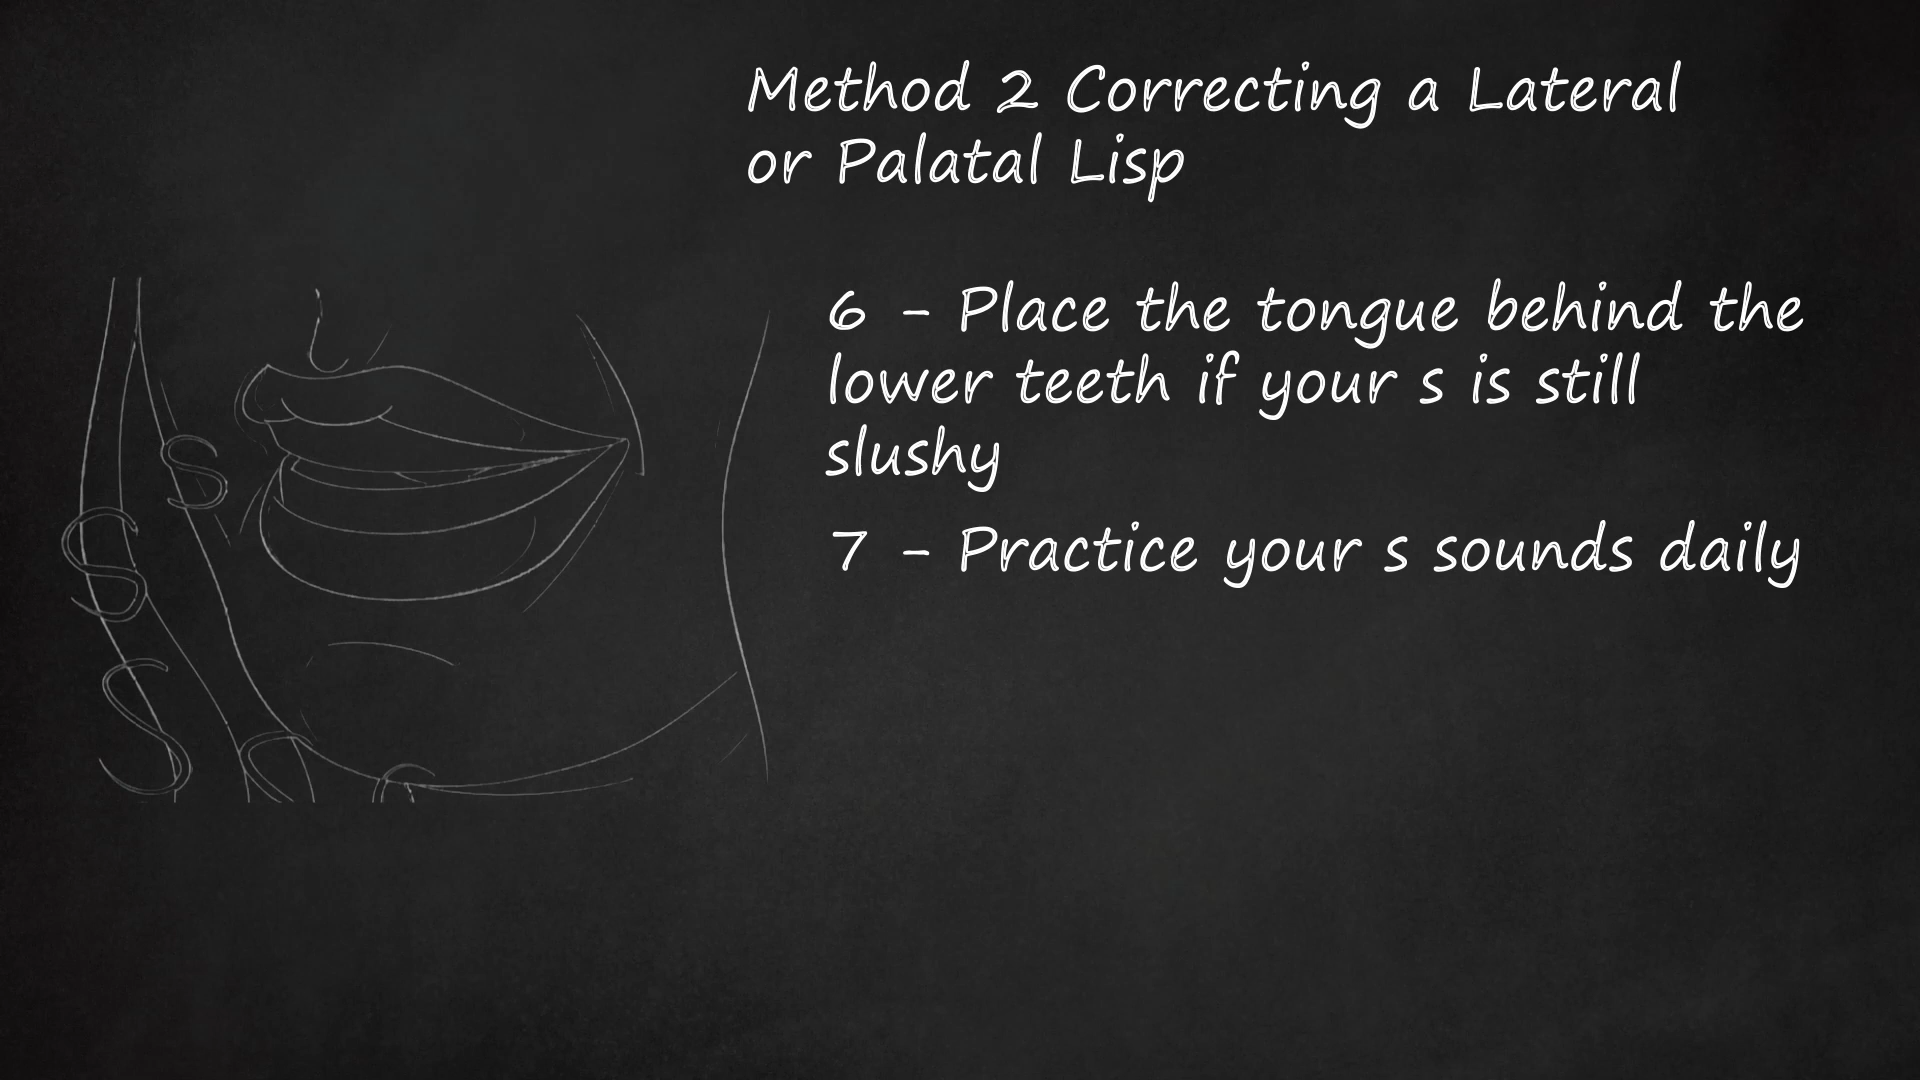 Method 2 Correcting a Lateral
or Palatal Lisp
6 - Place the tongue behind the
lower teeth if your s is still
slushy
7 - Practice your s sounds daily
S
S
S